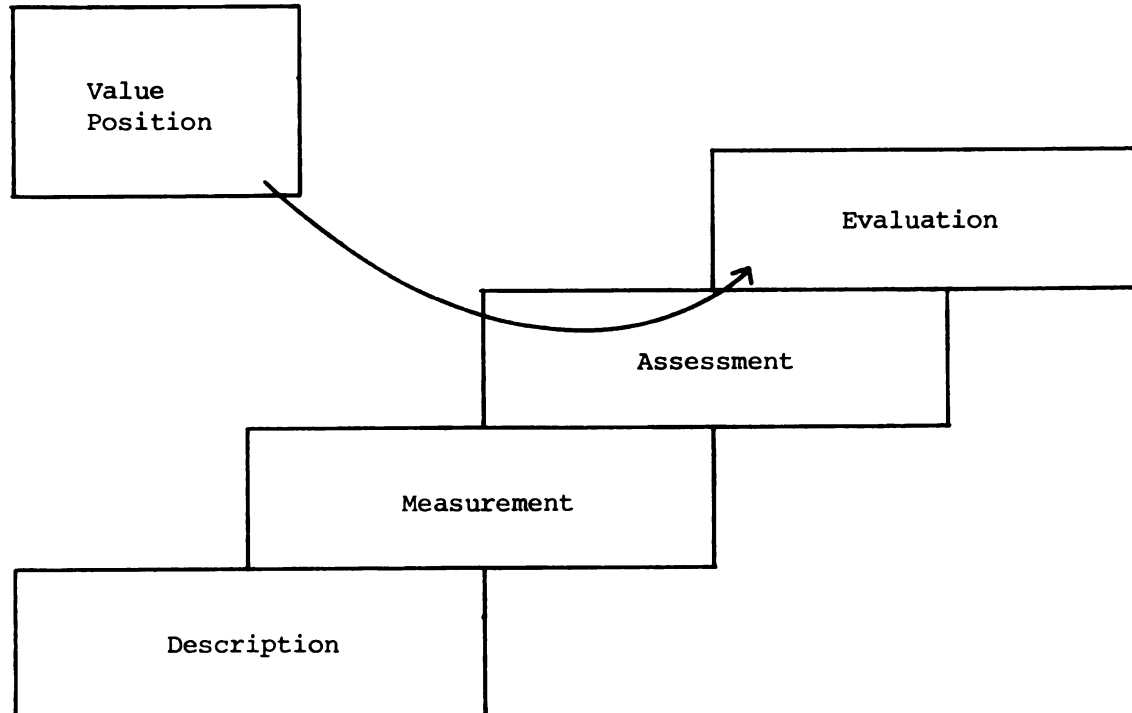 Value
Position
Evaluation
Assessment
Measurement
Description